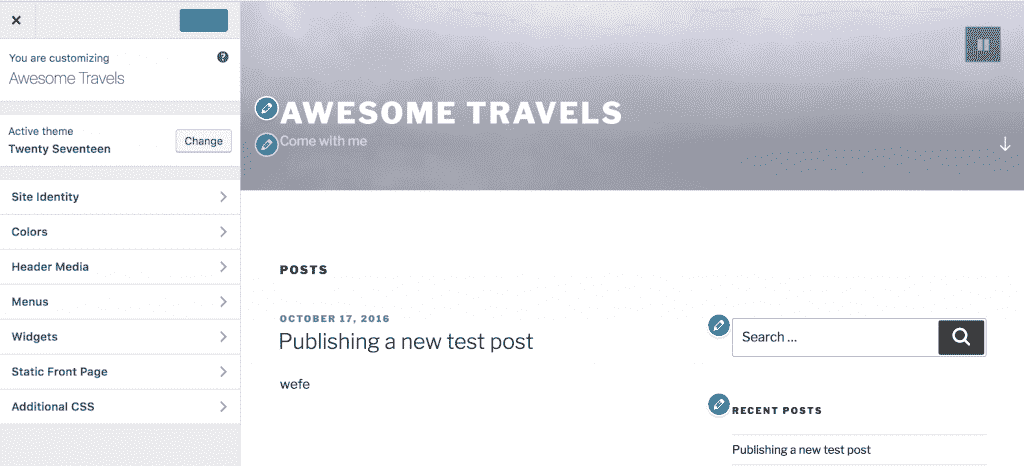 You are customizing
Awesome Travels
Active theme
Twenty Seventeen
Change
Site Identity
Colors
Header Media
Menus
Widgets
Static Front Page
Additional CSS
AWESOME TRAVELS
Come with me
POSTS
OCTOBER 17, 2016
Publishing a new test post
wefe
Search ...
RECENT POSTS
Publishing a new test post